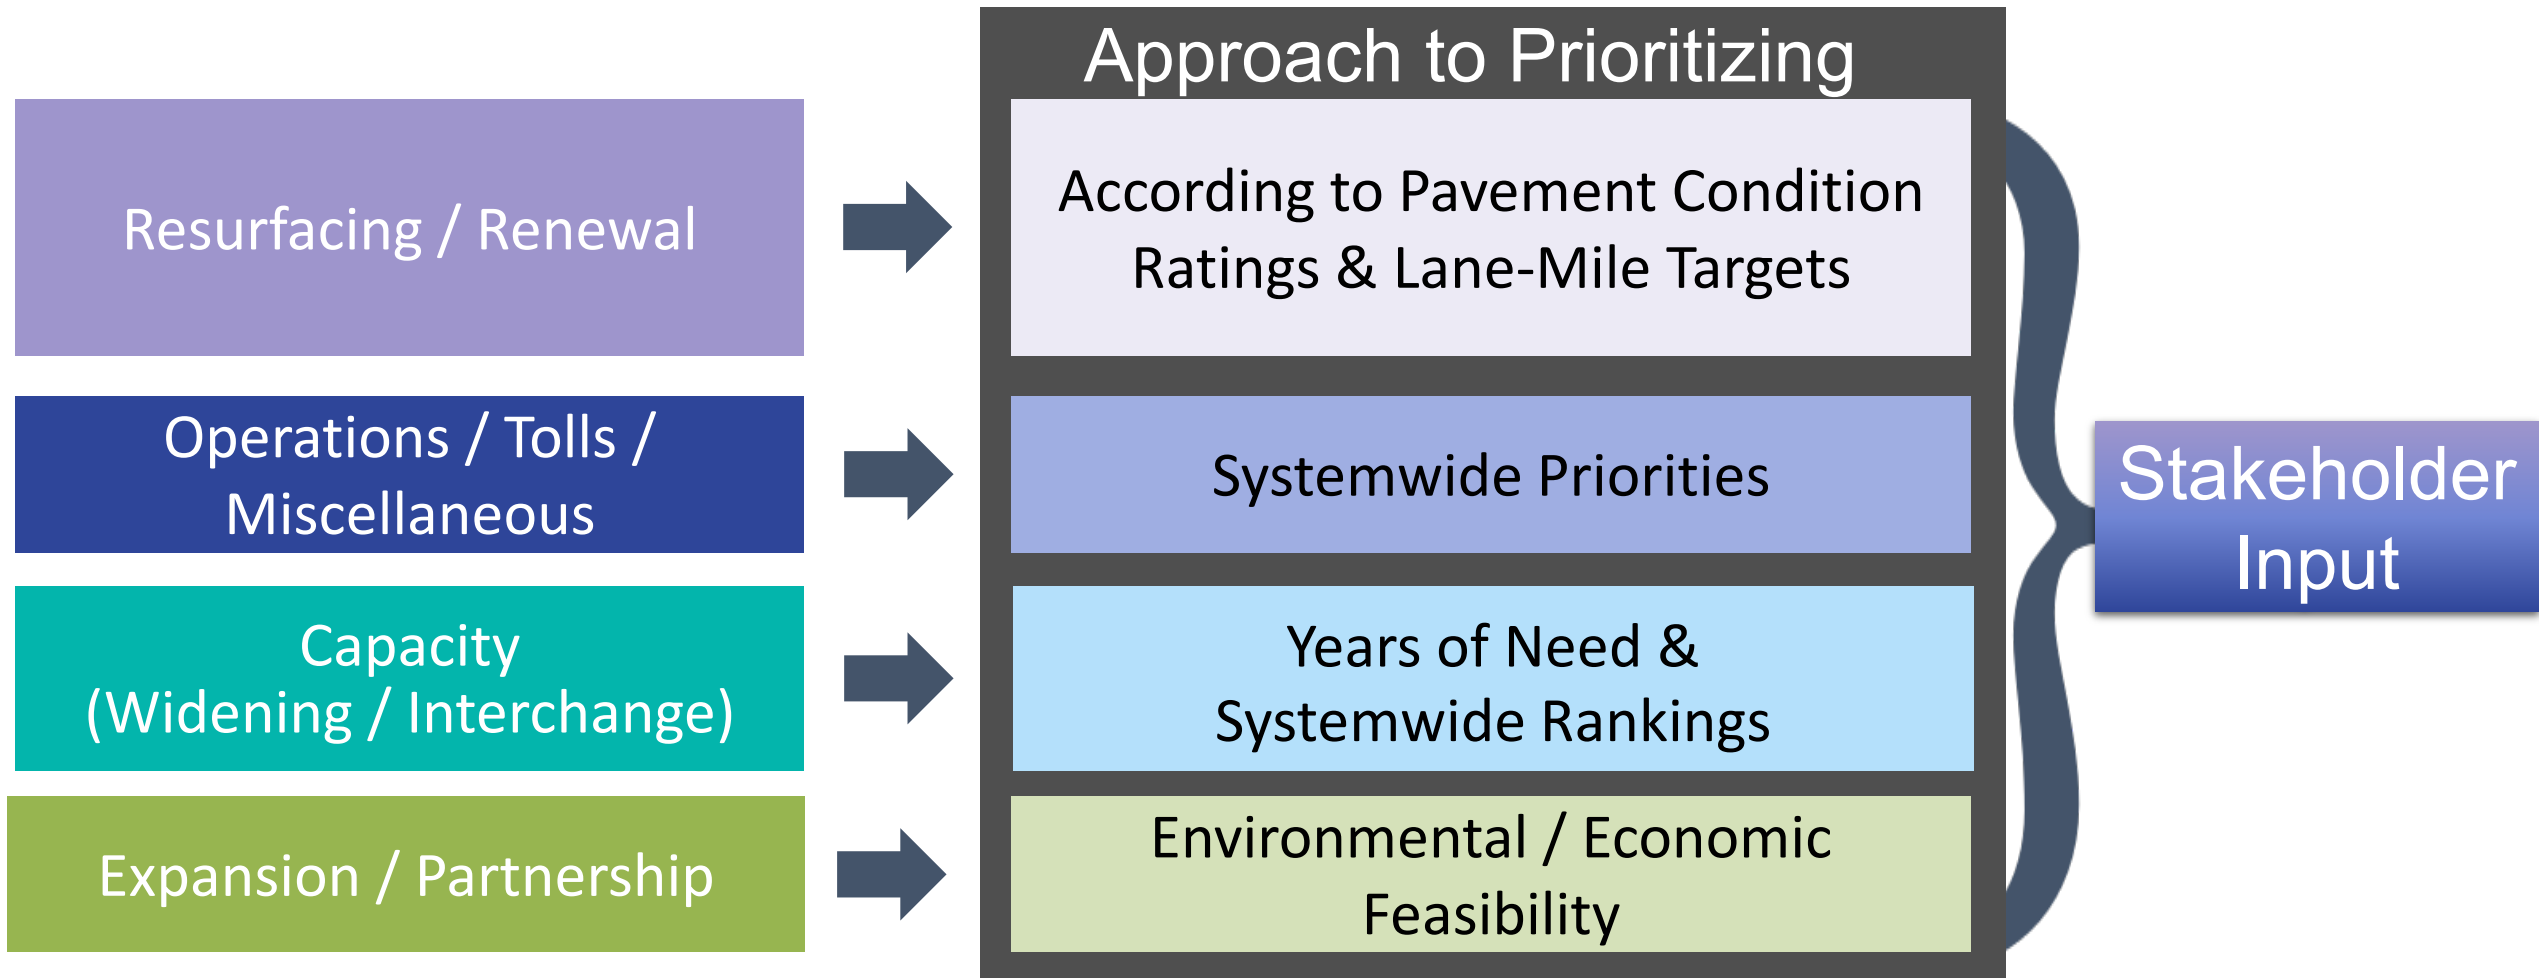 Approach to Prioritizing
Resurfacing / Renewal
According to Pavement Condition
Ratings & Lane-Mile Targets
Operations / Tolls /
Miscellaneous
Systemwide Priorities
Capacity
(Widening / Interchange)
Years of Need &
Systemwide Rankings
Expansion / Partnership
Environmental / Economic
Feasibility
Stakeholder
Input